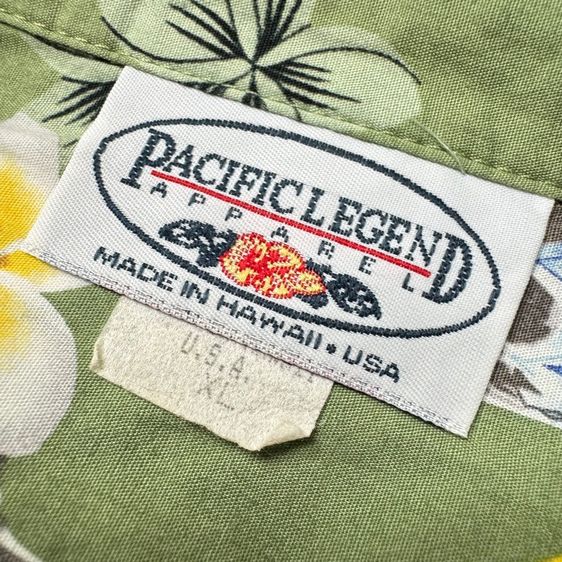 PACIFIC LEGEND
APPAREL
MADE IN HAWAII • USA
U.S.A.
XL